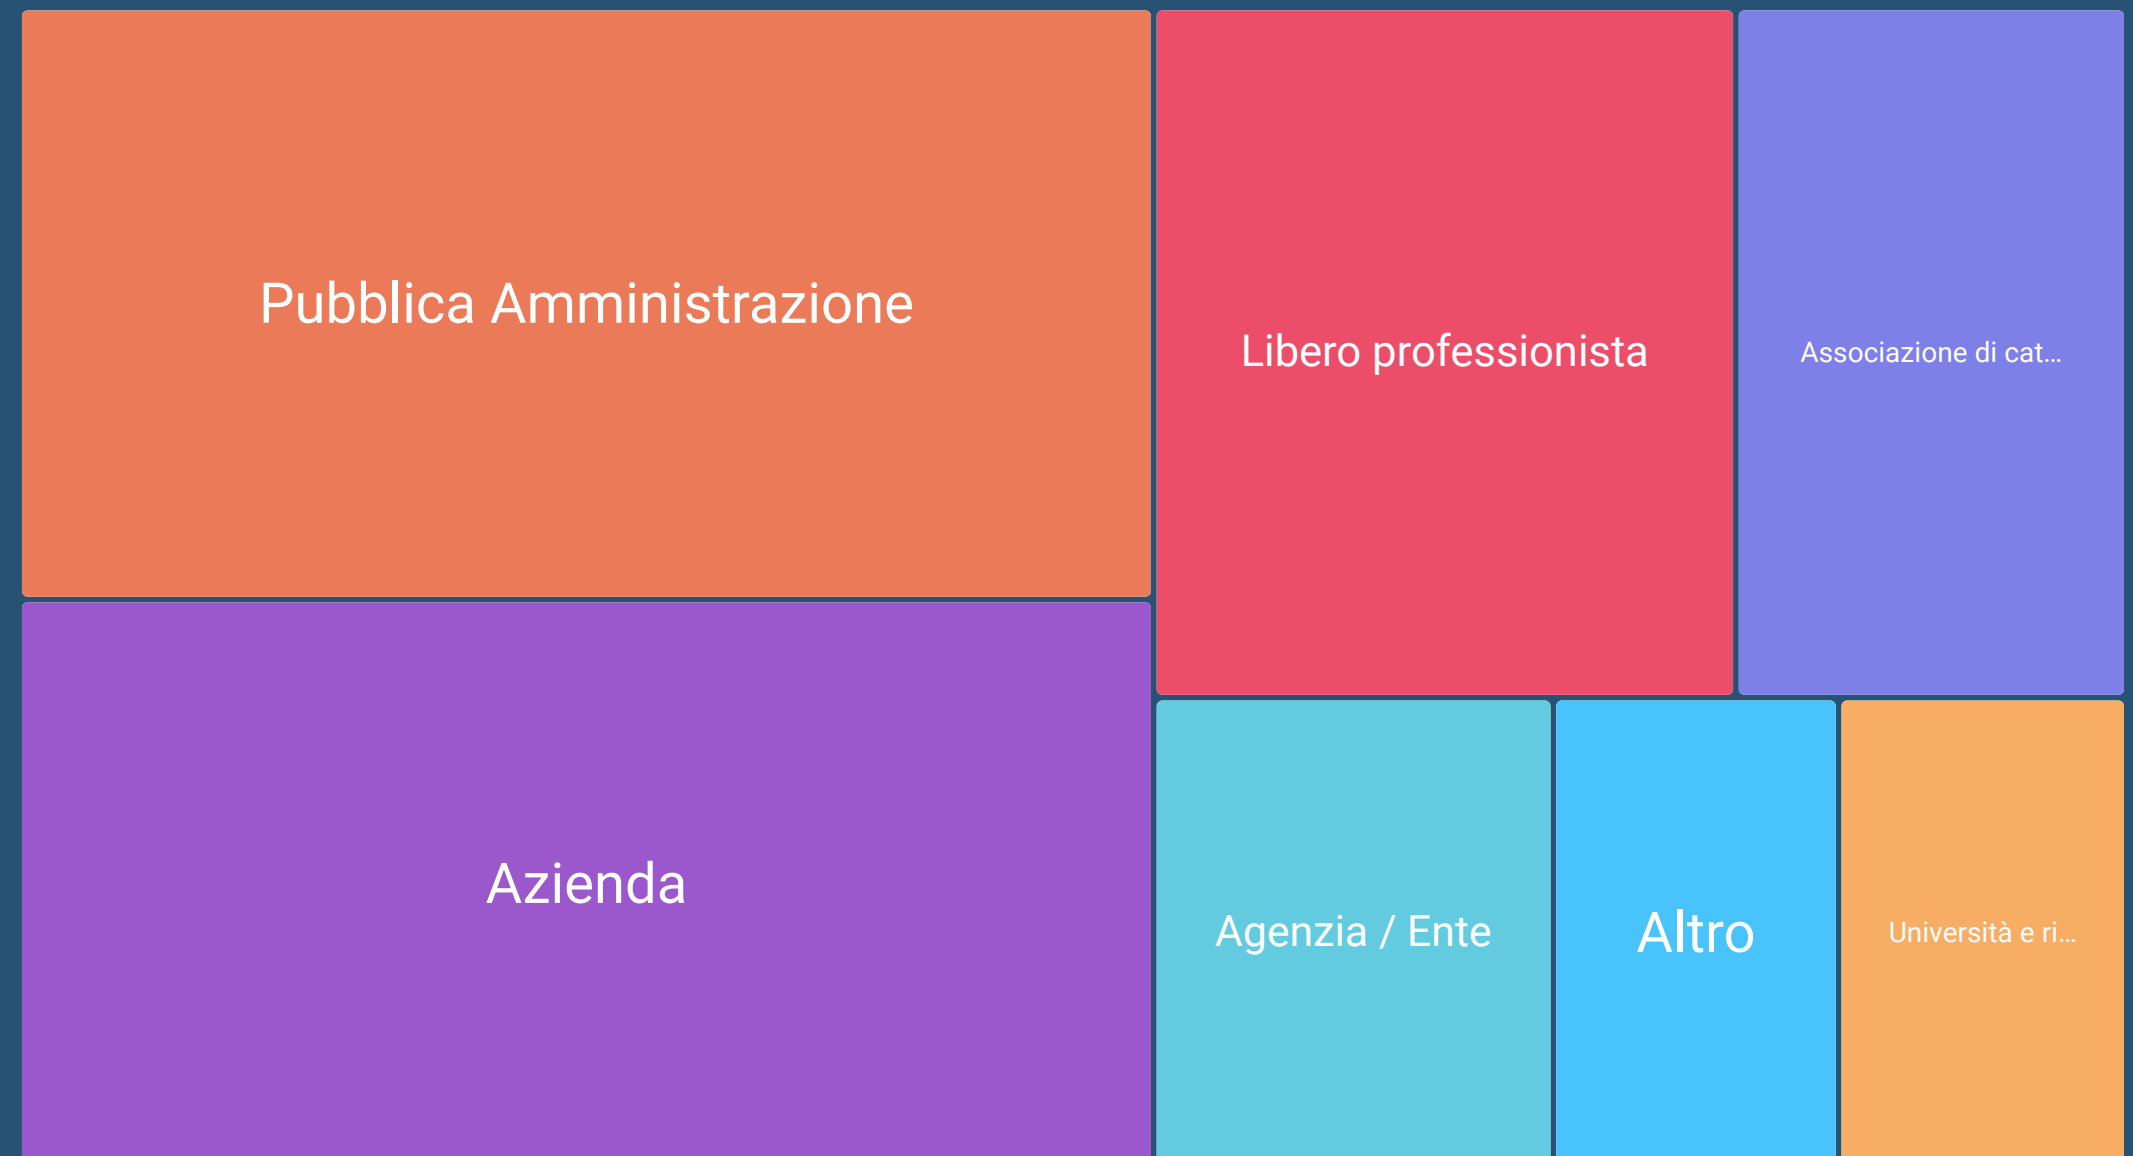 Pubblica Amministrazione
Libero professionista
Associazione di cat...
Azienda
Agenzia / Ente
Altro
Università e ri...